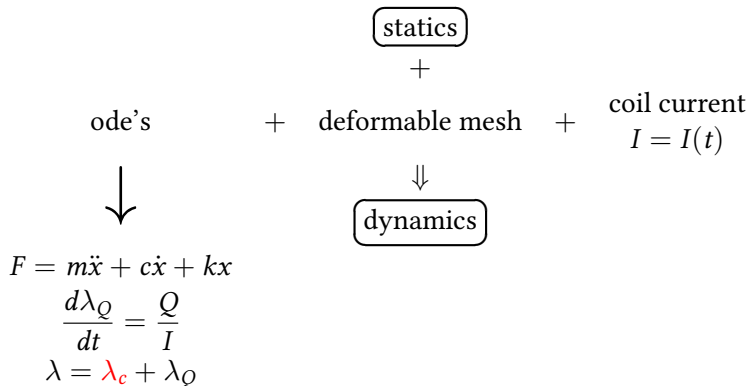 statics
+
ode's + deformable mesh + coil current
I = I(t)
⇓
dynamics
F = mẍ + cẋ + kx
dλ_Q/dt = Q/I
λ = λ_c + λ_Q